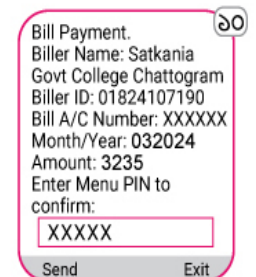 ১০
Bill Payment.
Biller Name: Satkania
Govt College Chattogram
Biller ID: 01824107190
Bill A/C Number: XXXXXX
Month/Year: 032024
Amount: 3235
Enter Menu PIN to
confirm:
XXXXX
Send Exit